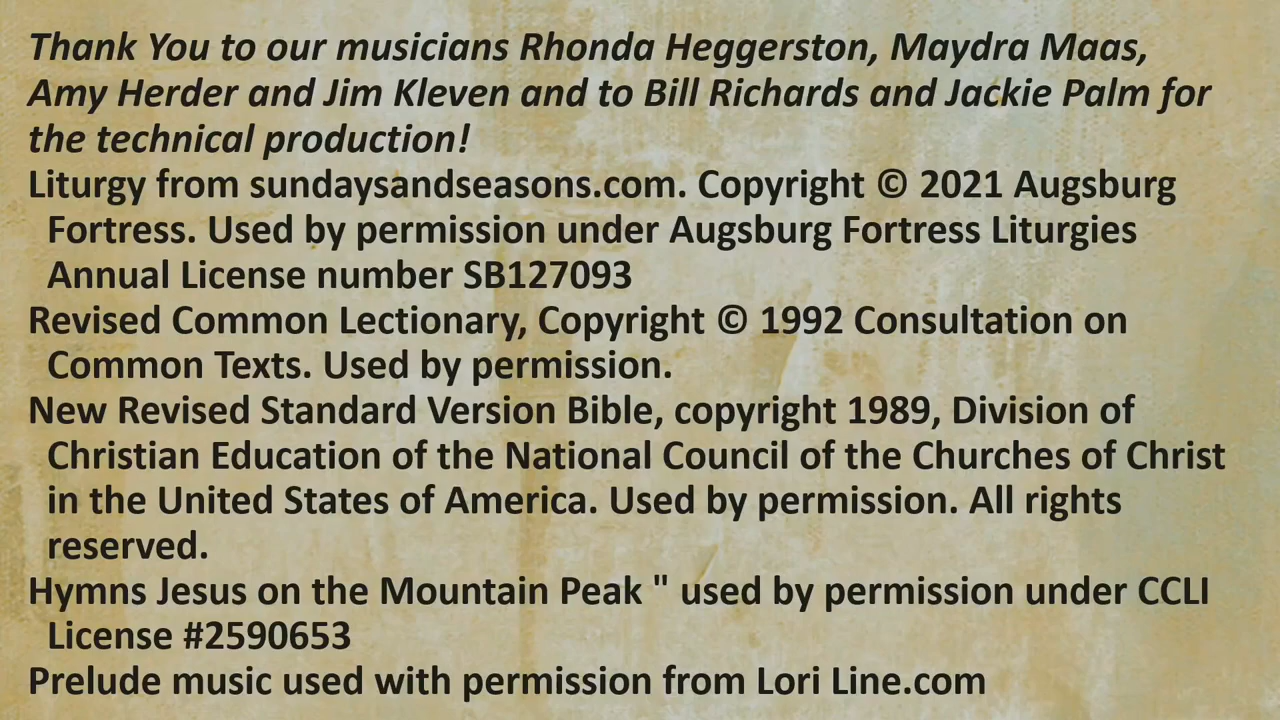 Thank You to our musicians Rhonda Heggerston, Maydra Maas,
Amy Herder and Jim Kleven and to Bill Richards and Jackie Palm for
the technical production!
Liturgy from sundaysandseasons.com. Copyright © 2021 Augsburg
Fortress. Used by permission under Augsburg Fortress Liturgies
Annual License number SB127093
Revised Common Lectionary, Copyright © 1992 Consultation on
Common Texts. Used by permission.
New Revised Standard Version Bible, copyright 1989, Division of
Christian Education of the National Council of the Churches of Christ
in the United States of America. Used by permission. All rights
reserved.
Hymns Jesus on the Mountain Peak " used by permission under CCLI
License #2590653
Prelude music used with permission from Lori Line.com